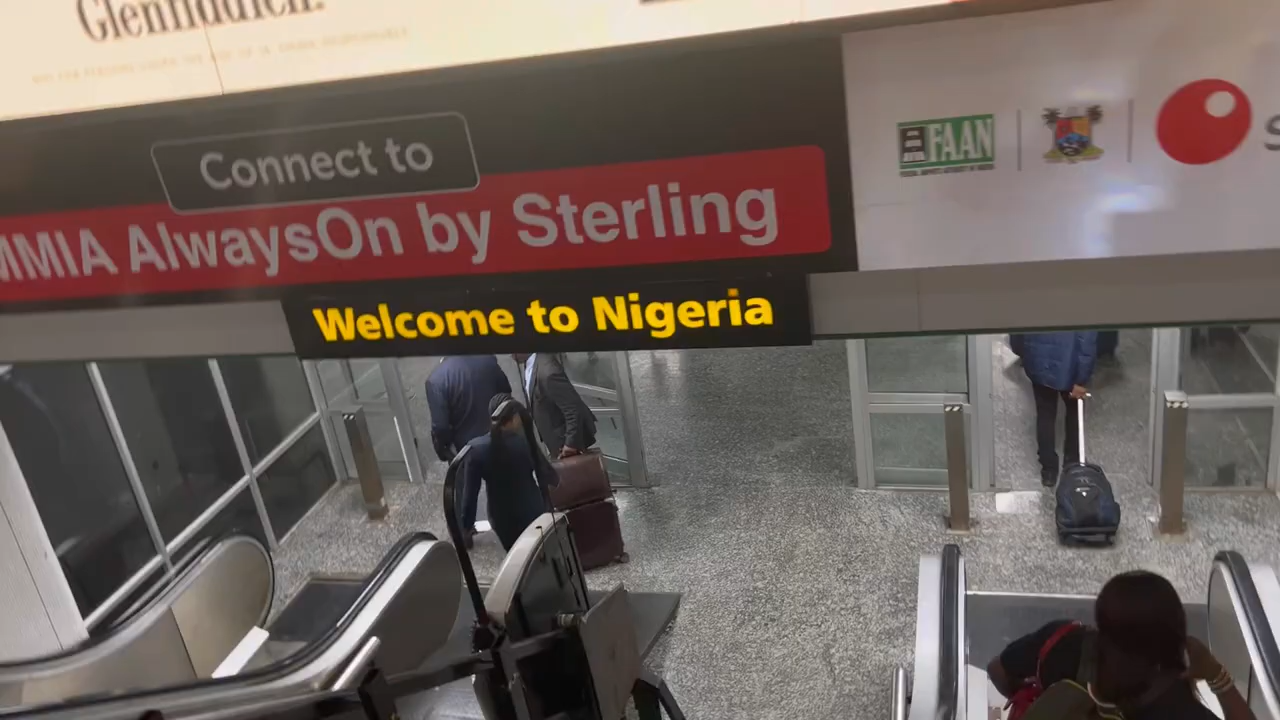 Glenfiddich.
Connect to
MMIA AlwaysOn by Sterling
FAAN
S
Welcome to Nigeria